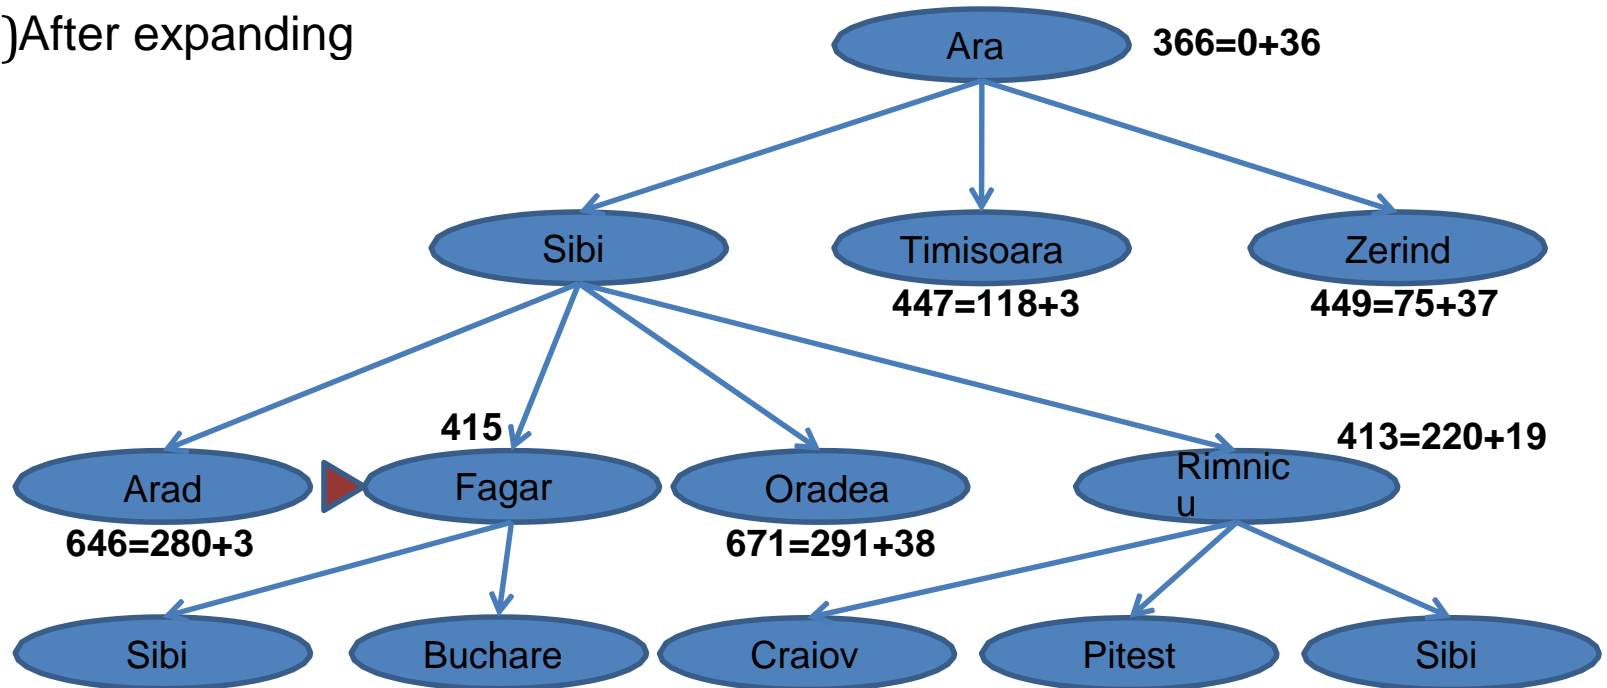 )After expanding
Ara
366=0+36
Sibi
Timisoara
Zerind
447=118+3
449=75+37
415
413=220+19
Arad
Fagar
Oradea
Rimnic
u
646=280+3
671=291+38
Sibi
Buchare
Craiov
Pitest
Sibi